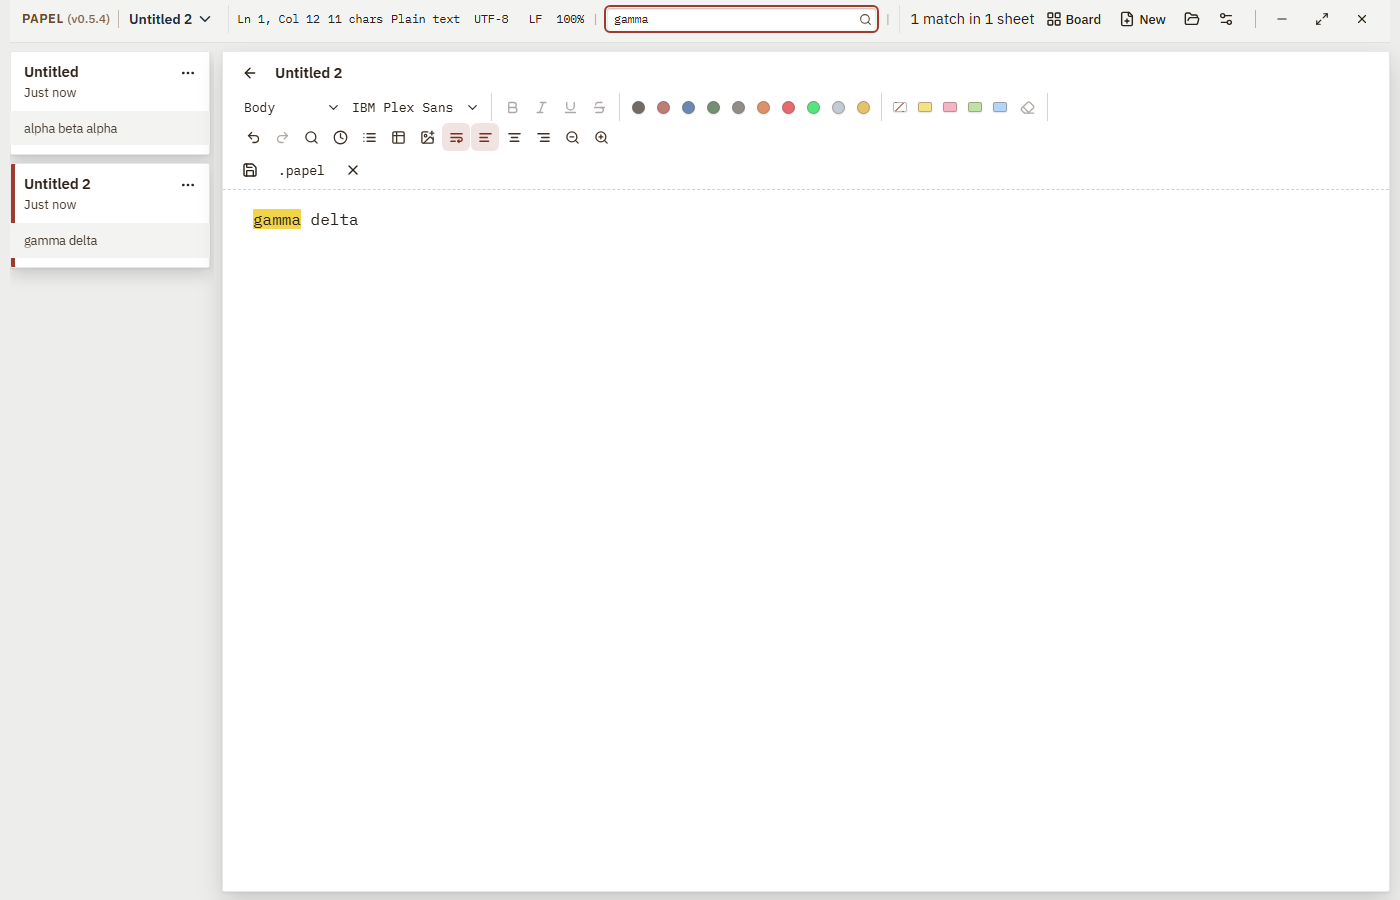 PAPEL (v0.5.4) Untitled 2 Ln 1, Col 12 11 chars Plain text UTF-8 LF 100% gamma 1 match in 1 sheet Board New
Untitled
Just now
alpha beta alpha
Untitled 2
Just now
gamma delta
Untitled 2
Body IBM Plex Sans B I U S
.papel
gamma delta